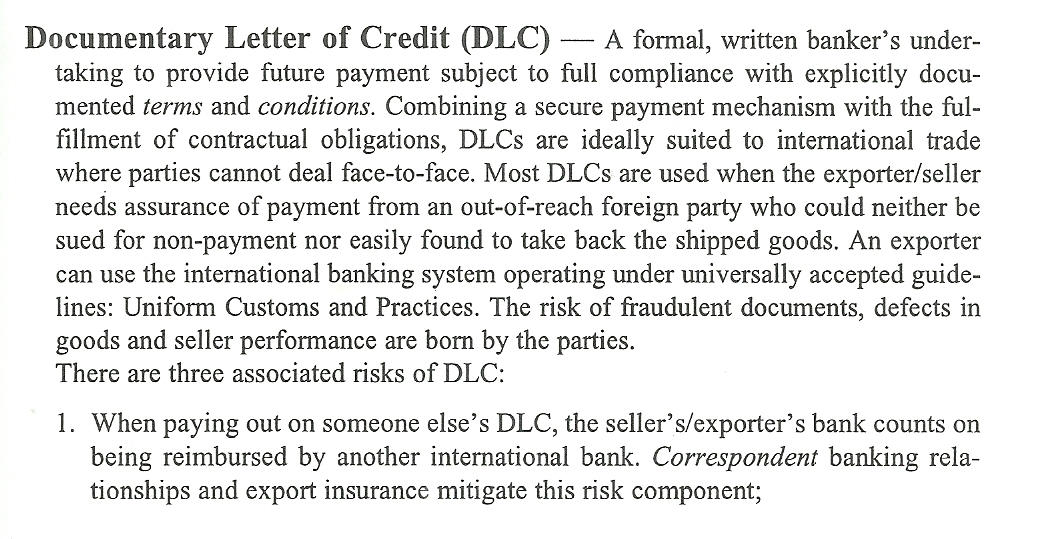 Documentary Letter of Credit (DLC) — A formal, written banker's under-
taking to provide future payment subject to full compliance with explicitly docu-
mented terms and conditions. Combining a secure payment mechanism with the ful-
fillment of contractual obligations, DLCs are ideally suited to international trade
where parties cannot deal face-to-face. Most DLCs are used when the exporter/seller
needs assurance of payment from an out-of-reach foreign party who could neither be
sued for non-payment nor easily found to take back the shipped goods. An exporter
can use the international banking system operating under universally accepted guide-
lines: Uniform Customs and Practices. The risk of fraudulent documents, defects in
goods and seller performance are born by the parties.
There are three associated risks of DLC:
1. When paying out on someone else's DLC, the seller's/exporter's bank counts on
being reimbursed by another international bank. Correspondent banking rela-
tionships and export insurance mitigate this risk component;